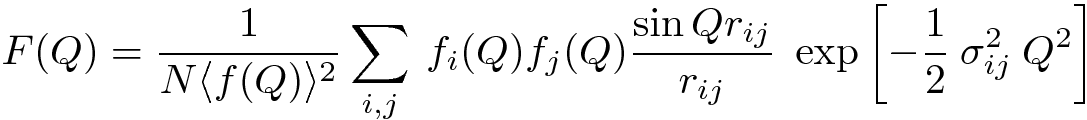 F(Q) = \frac{1}{N\langle f(Q)\rangle^2} \sum_{i,j} f_i(Q) f_j(Q) \frac{\sin Q r_{ij}}{r_{ij}} \exp\left[-\frac{1}{2} \sigma_{ij}^2 Q^2\right]